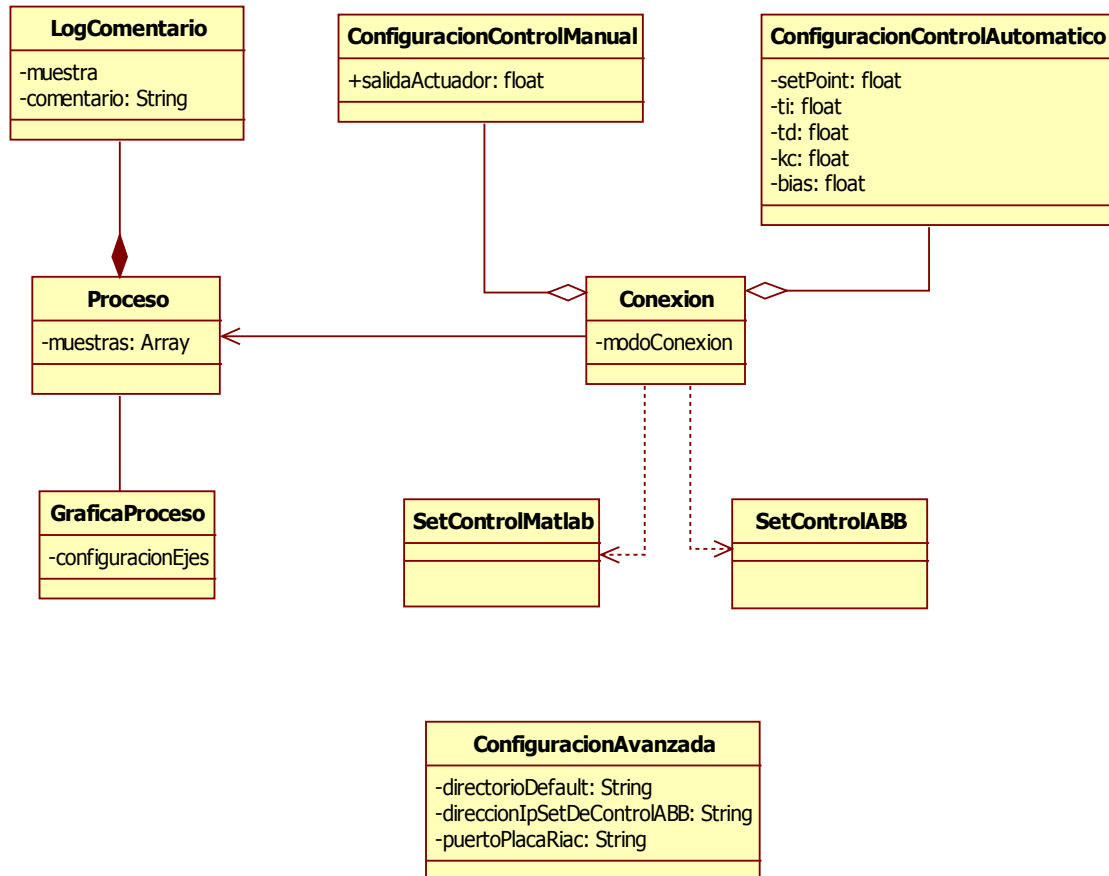 LogComentario
-muestra
-comentario: String
ConfiguracionControlManual
+salidaActuador: float
ConfiguracionControlAutomatico
-setPoint: float
-ti: float
-td: float
-kc: float
-bias: float
Proceso
-muestras: Array
Conexion
-modoConexion
GraficaProceso
-configuracionEjes
SetControlMatlab
SetControlABB
ConfiguracionAvanzada
-directorioDefault: String
-direccionIpSetDeControlABB: String
-puertoPlacaRiac: String